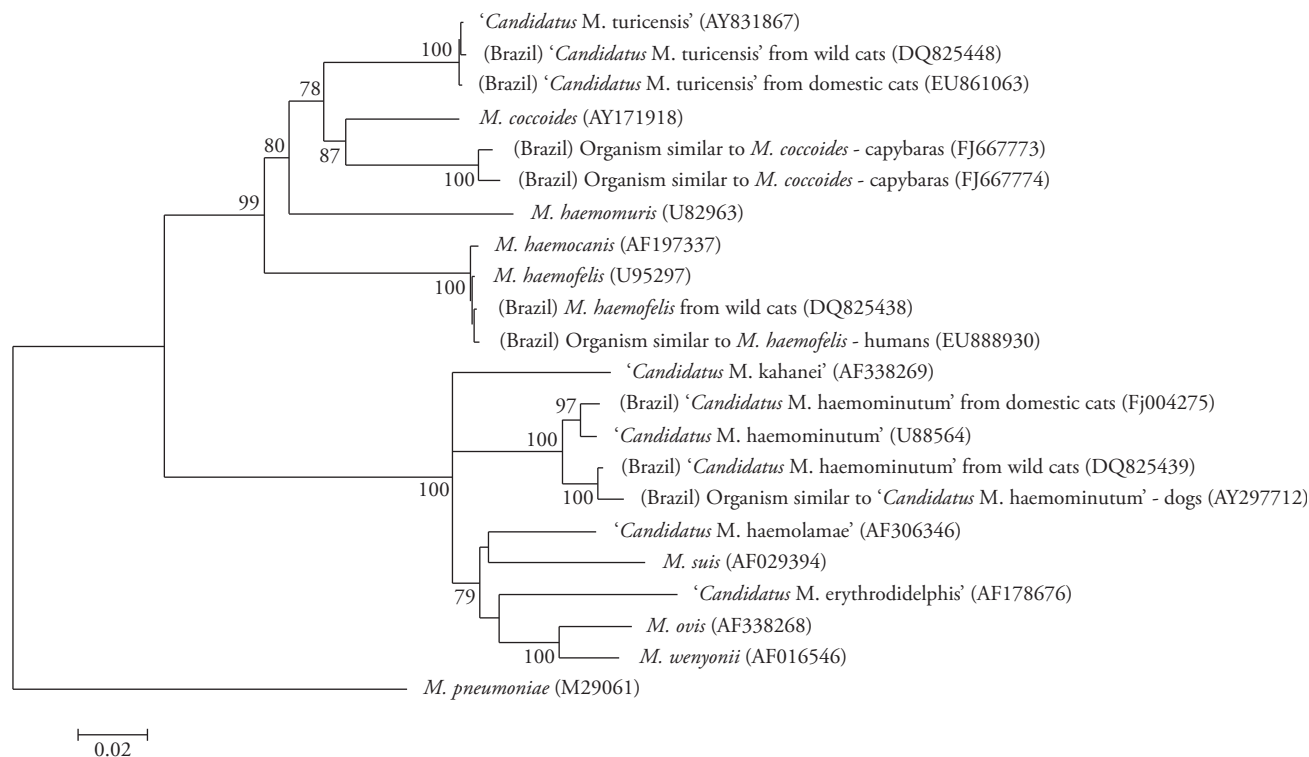 ‘Candidatus M. turicensis’ (AY831867)
100
(Brazil) ‘Candidatus M. turicensis’ from wild cats (DQ825448)
(Brazil) ‘Candidatus M. turicensis’ from domestic cats (EU861063)
78
M. coccoides (AY171918)
80
87
(Brazil) Organism similar to M. coccoides - capybaras (FJ667773)
100
(Brazil) Organism similar to M. coccoides - capybaras (FJ667774)
99
M. haemomuris (U82963)
M. haemocanis (AF197337)
M. haemofelis (U95297)
100
(Brazil) M. haemofelis from wild cats (DQ825438)
(Brazil) Organism similar to M. haemofelis - humans (EU888930)
‘Candidatus M. kahanei’ (AF338269)
97
(Brazil) ‘Candidatus M. haemominutum’ from domestic cats (Fj004275)
100
‘Candidatus M. haemominutum’ (U88564)
(Brazil) ‘Candidatus M. haemominutum’ from wild cats (DQ825439)
100
100
(Brazil) Organism similar to ‘Candidatus M. haemominutum’ - dogs (AY297712)
‘Candidatus M. haemolamae’ (AF306346)
M. suis (AF029394)
79
‘Candidatus M. erythrodidelphis’ (AF178676)
M. ovis (AF338268)
100
M. wenyonii (AF016546)
M. pneumoniae (M29061)
0.02